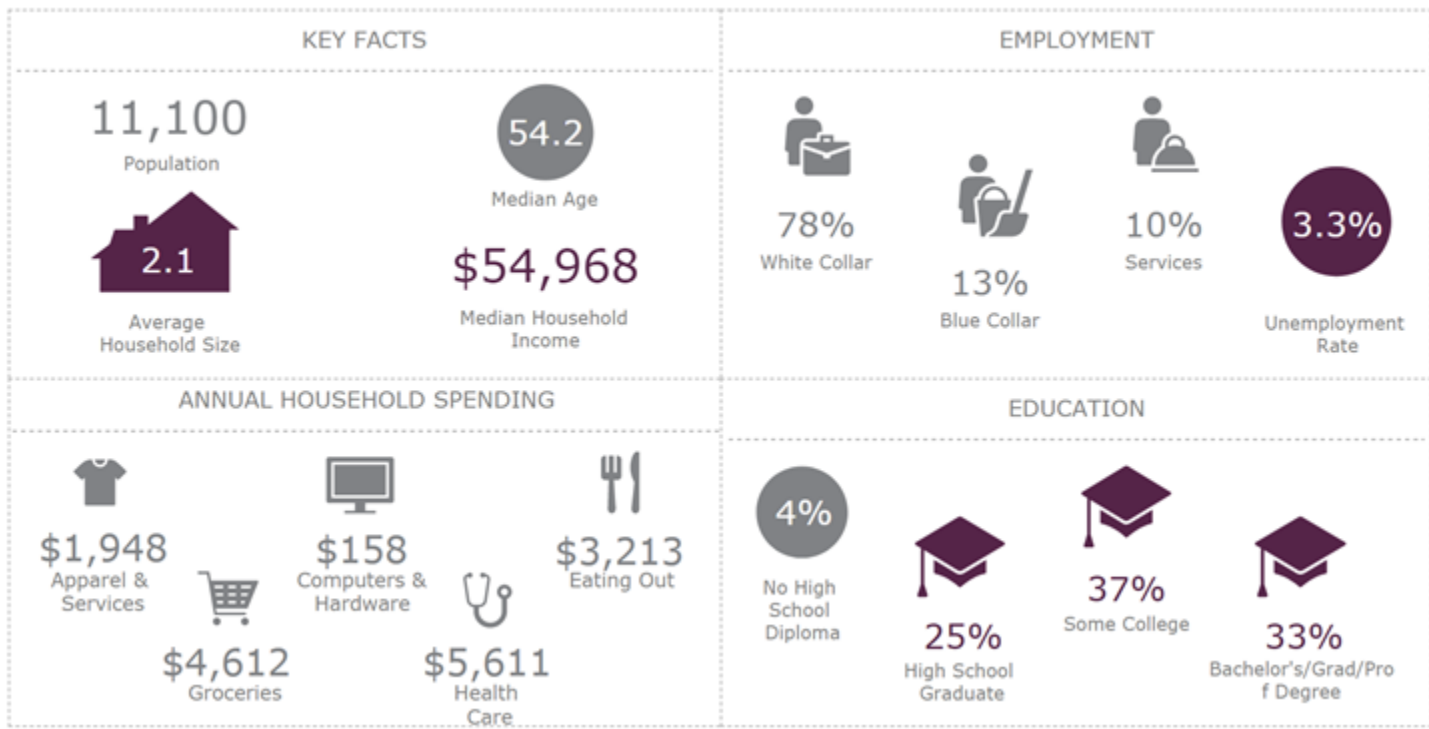 KEY FACTS
11,100
Population
54.2
Median Age
2.1
Average
Household Size
$54,968
Median Household
Income
EMPLOYMENT
78%
White Collar
13%
Blue Collar
10%
Services
3.3%
Unemployment
Rate
ANNUAL HOUSEHOLD SPENDING
$1,948
Apparel &
Services
$158
Computers &
Hardware
$3,213
Eating Out
$4,612
Groceries
$5,611
Health
Care
EDUCATION
4%
No High
School
Diploma
25%
High School
Graduate
37%
Some College
33%
Bachelor's/Grad/Pro
f Degree